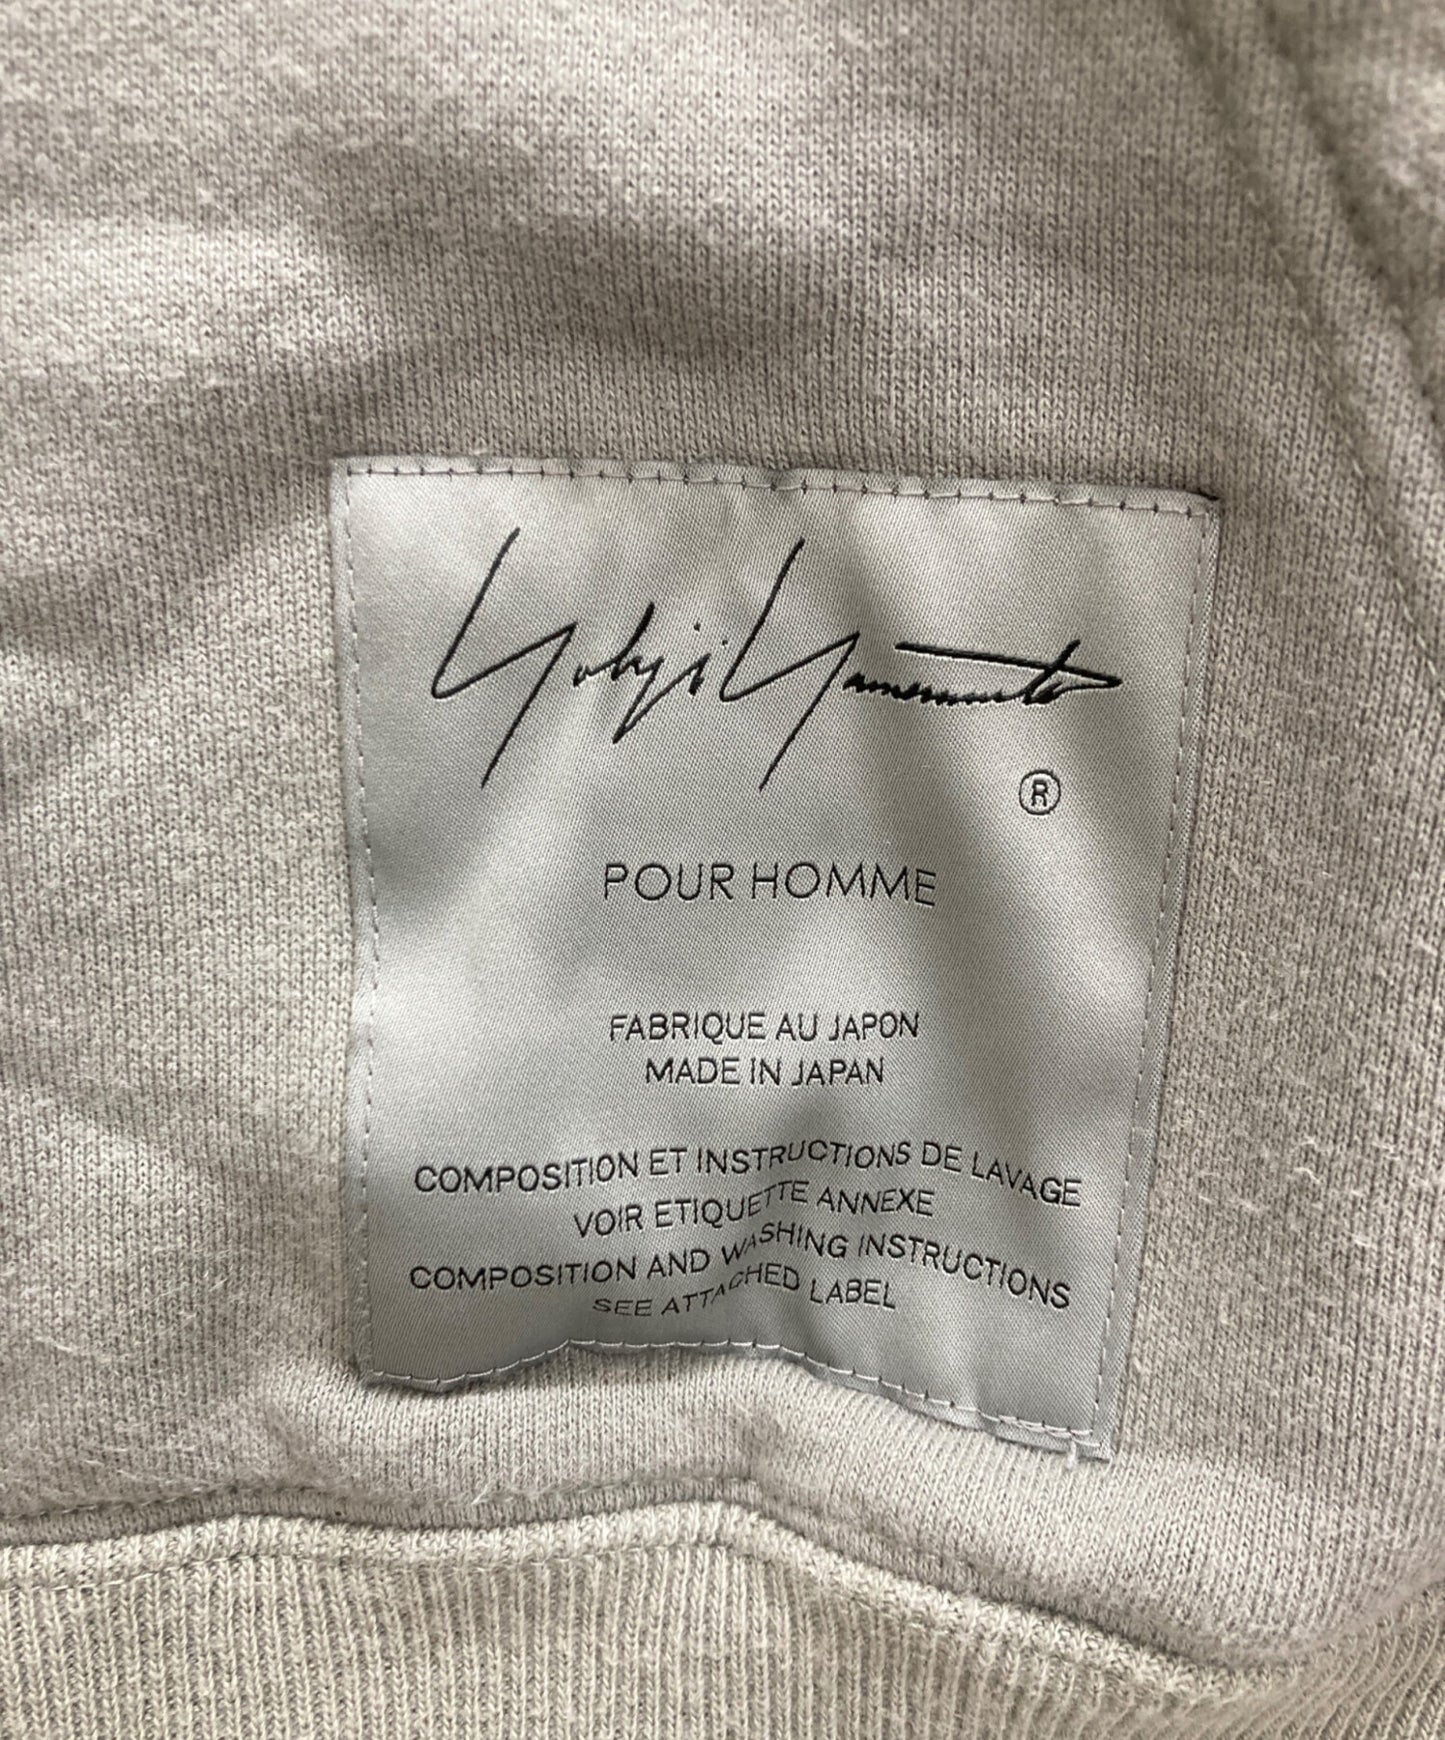 Yohji Yamamoto
®
POUR HOMME
FABRIQUE AU JAPON
MADE IN JAPAN
COMPOSITION ET INSTRUCTIONS DE LAVAGE
VOIR ETIQUETTE ANNEXE
COMPOSITION AND WASHING INSTRUCTIONS
SEE ATTACHED LABEL